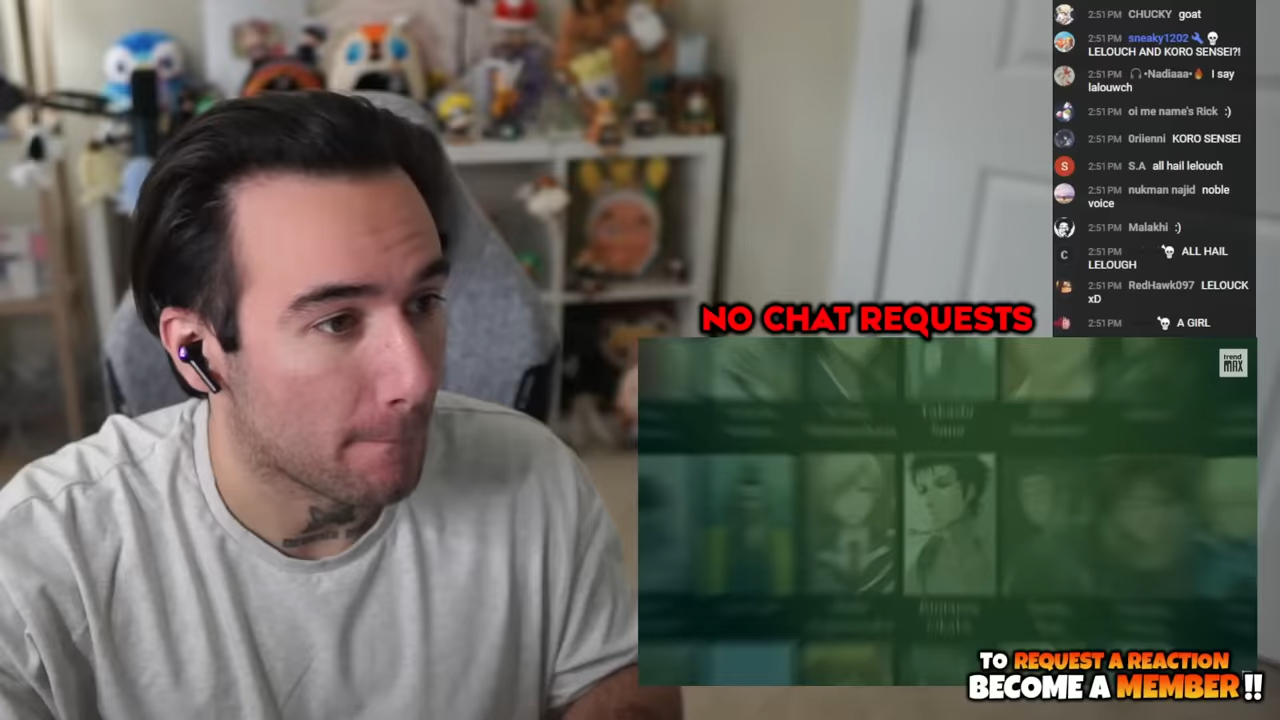 2:51 PM CHUCKY goat
2:51 PM sneaky1202
LELOUCH AND KORO SENSEI?!
2:51 PM •Nadiaaa• I say
lalouwch
2:51 PM oi me name's Rick :)
2:51 PM 0riienni KORO SENSEI
S 2:51 PM S.A all hail lelouch
2:51 PM nukman najid noble
voice
2:51 PM Malakhi :)
C 2:51 PM ALL HAIL
LELOUGH
2:51 PM RedHawk097 LELOUCK
xD
2:51 PM A GIRL
NO CHAT REQUESTS
trend
MAX
TO REQUEST A REACTION
BECOME A MEMBER !!